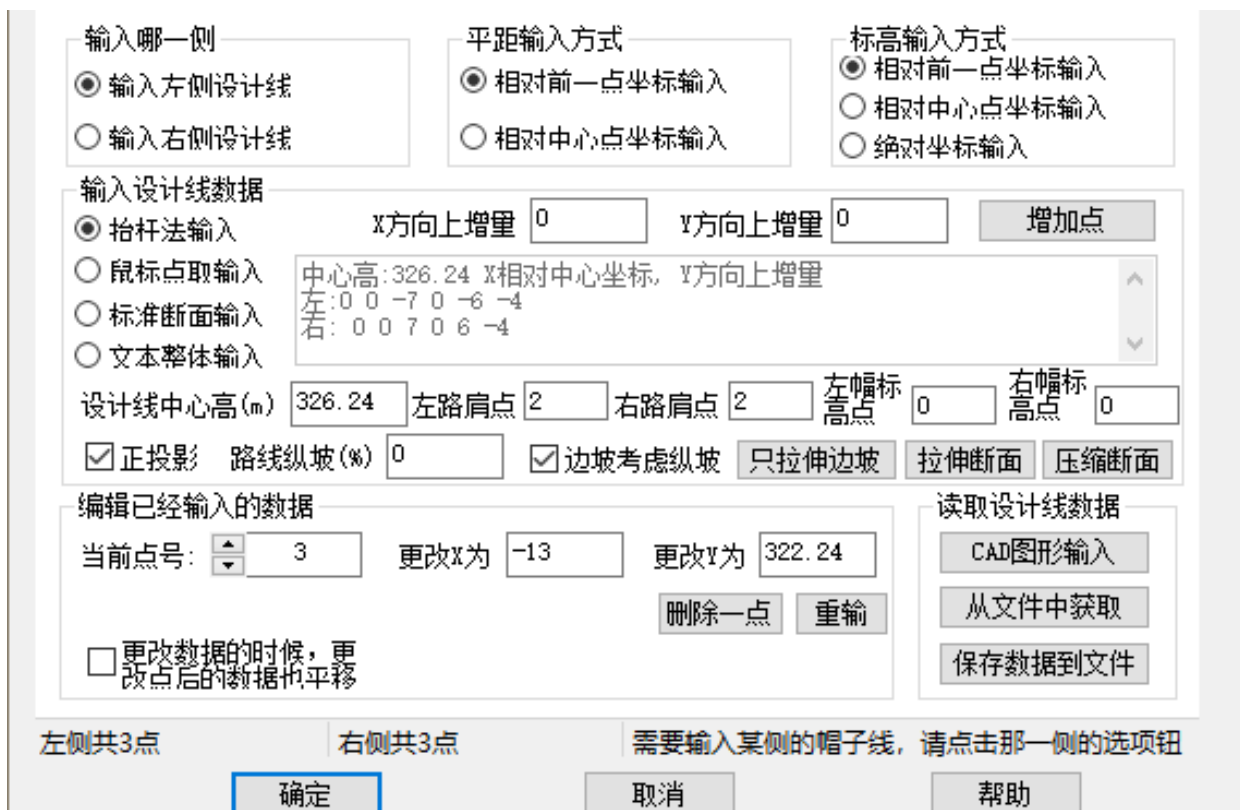 输入哪一侧
输入左侧设计线
输入右侧设计线
平距输入方式
相对前一点坐标输入
相对中心点坐标输入
标高输入方式
相对前一点坐标输入
相对中心点坐标输入
绝对坐标输入
输入设计线数据
抬杆法输入
鼠标点取输入
标准断面输入
文本整体输入
X方向上增量 0 Y方向上增量 0 增加点
中心高:326.24 X相对中心坐标, Y方向上增量
左:0 0 -7 0 -6 -4
右: 0 0 7 0 6 -4
设计线中心高(m) 326.24 左路肩点 2 右路肩点 2 左幅标高点 0 右幅标高点 0
正投影 路线纵坡(%) 0 边坡考虑纵坡 只拉伸边坡 拉伸断面 压缩断面
编辑已经输入的数据
当前点号: 3 更改X为 -13 更改Y为 322.24
删除一点 重输
更改数据的时候，更
改点后的数据也平移
读取设计线数据
CAD图形输入
从文件中获取
保存数据到文件
左侧共3点 右侧共3点 需要输入某侧的帽子线，请点击那一侧的选项钮
确定 取消 帮助